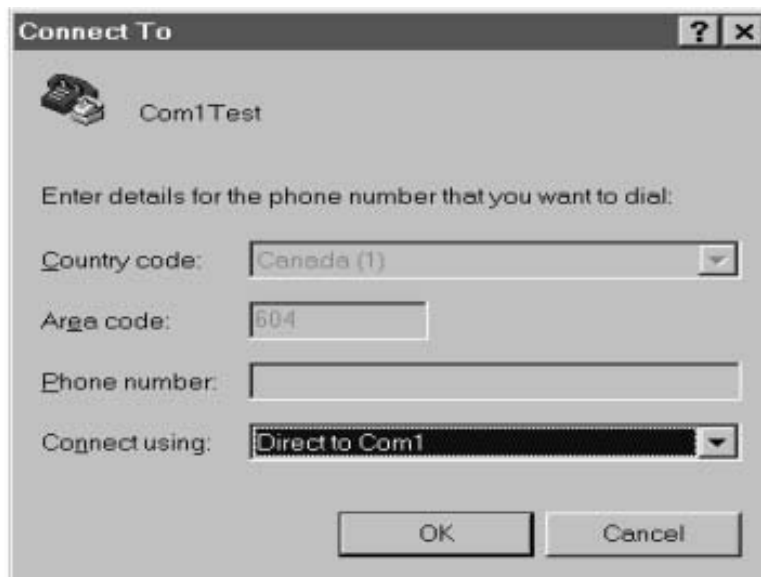 Connect To
Com1Test
Enter details for the phone number that you want to dial:
Country code: Canada (1)
Area code: 604
Phone number:
Connect using: Direct to Com1
OK Cancel